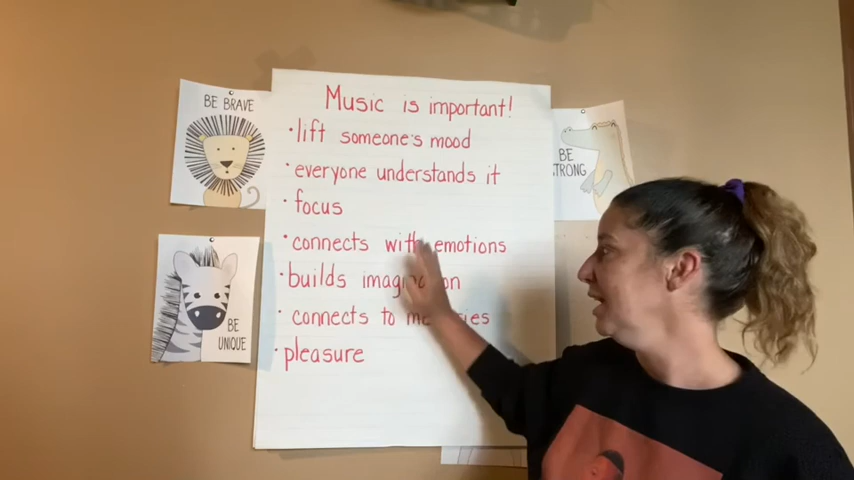 Music is important!
• lift someone's mood
• everyone understands it
• focus
• connects with emotions
• builds
• connects to
• pleasure
BE BRAVE
BE
STRONG
BE
UNIQUE